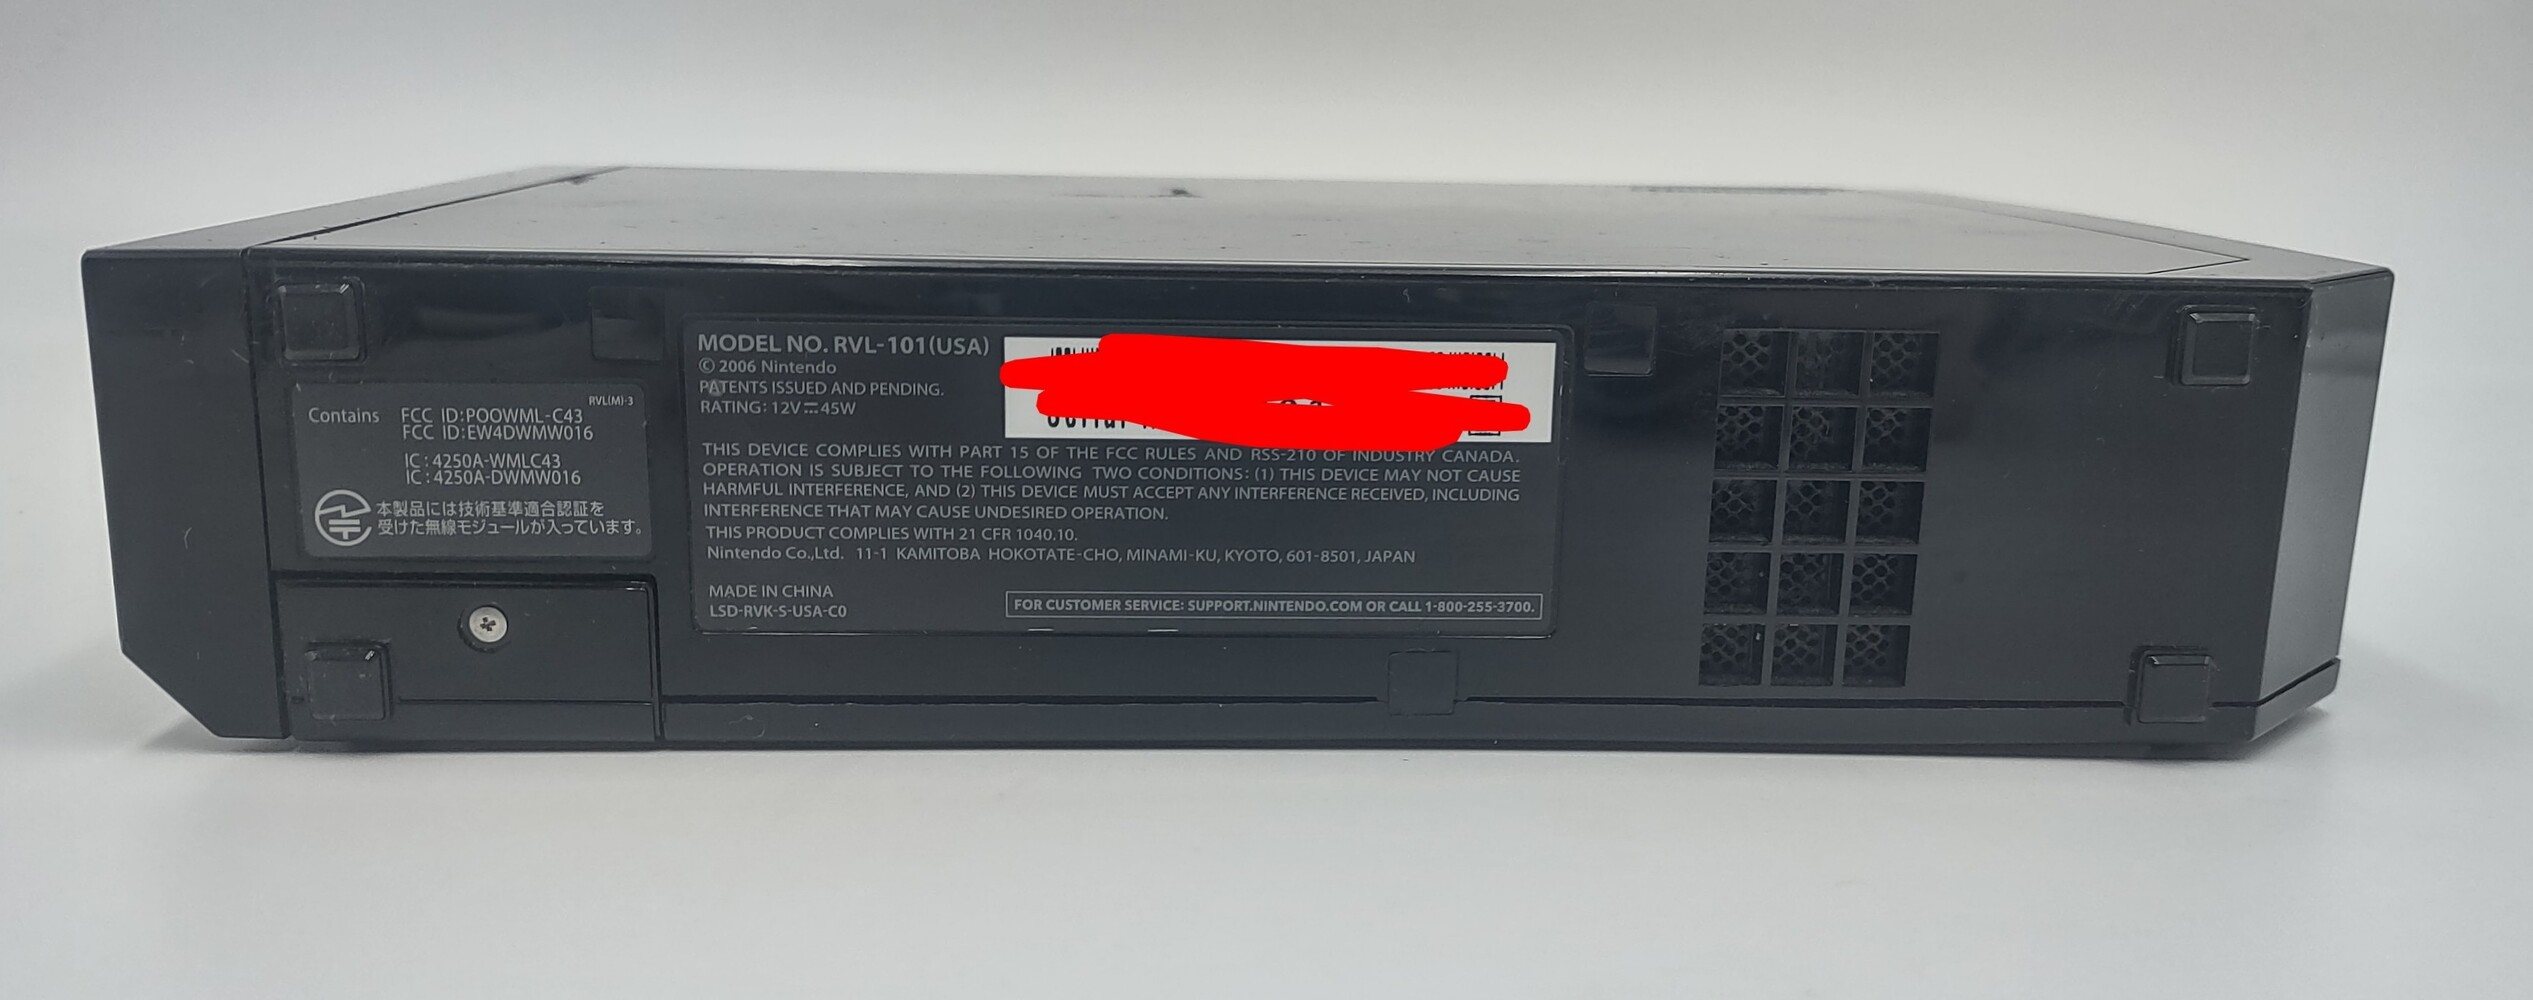 RVL(M)-3
Contains FCC ID:POOWML-C43
FCC ID:EW4DWMW016
IC:4250A-WMLC43
IC:4250A-DWMW016
本製品には技術基準適合認証を
受けた無線モジュールが入っています。
MODEL NO. RVL-101(USA)
© 2006 Nintendo
PATENTS ISSUED AND PENDING.
RATING: 12V⎓45W
THIS DEVICE COMPLIES WITH PART 15 OF THE FCC RULES AND RSS-210 OF INDUSTRY CANADA.
OPERATION IS SUBJECT TO THE FOLLOWING TWO CONDITIONS: (1) THIS DEVICE MAY NOT CAUSE
HARMFUL INTERFERENCE, AND (2) THIS DEVICE MUST ACCEPT ANY INTERFERENCE RECEIVED, INCLUDING
INTERFERENCE THAT MAY CAUSE UNDESIRED OPERATION.
THIS PRODUCT COMPLIES WITH 21 CFR 1040.10.
Nintendo Co.,Ltd. 11-1 KAMITOBA HOKOTATE-CHO, MINAMI-KU, KYOTO, 601-8501, JAPAN
MADE IN CHINA
LSD-RVK-S-USA-C0
FOR CUSTOMER SERVICE: SUPPORT.NINTENDO.COM OR CALL 1-800-255-3700.